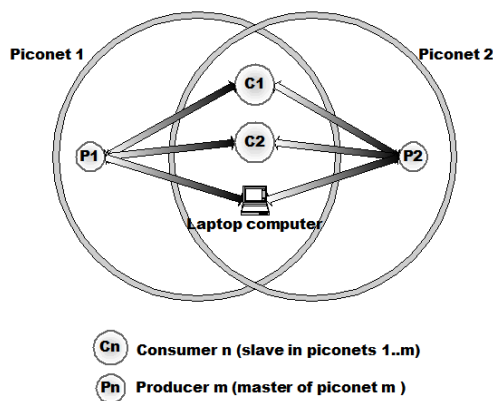 Piconet 1
Piconet 2
C1
C2
P1
P2
Laptop computer
Cn Consumer n (slave in piconets 1..m)
Pn Producer m (master of piconet m )